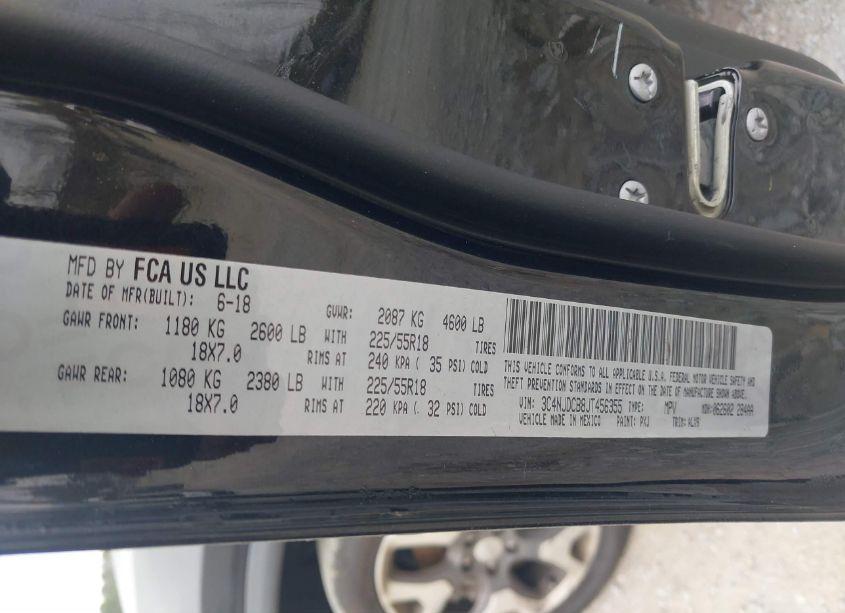 MFD BY FCA US LLC
DATE OF MFR(BUILT): 6-18
GVWR: 2087 KG 4600 LB
GAWR FRONT: 1180 KG 2600 LB WITH 225/55R18 TIRES
18X7.0 RIMS AT 240 KPA ( 35 PSI) COLD
GAWR REAR: 1080 KG 2380 LB WITH 225/55R18 TIRES
18X7.0 RIMS AT 220 KPA ( 32 PSI) COLD
THIS VEHICLE CONFORMS TO ALL APPLICABLE U.S.A. FEDERAL MOTOR VEHICLE SAFETY AND
THEFT PREVENTION STANDARDS IN EFFECT ON THE DATE OF MANUFACTURE SHOWN ABOVE.
VIN: 3C4NJDCB8JT456355 TYPE: MPV MDH:062602 284AA
VEHICLE MADE IN MEXICO PAINT: PXJ TRIM: